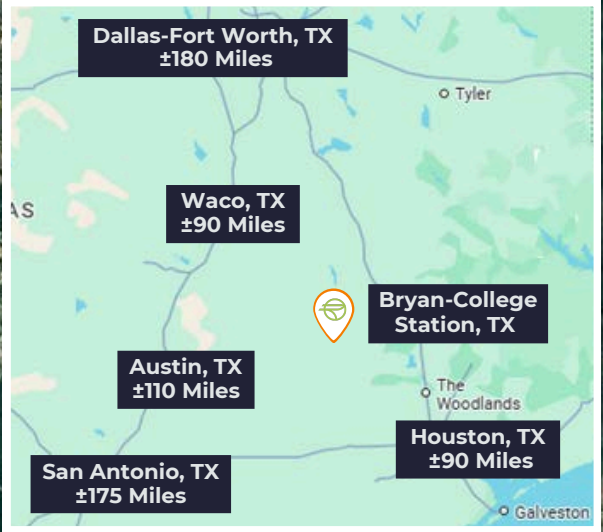 Dallas-Fort Worth, TX
±180 Miles
Tyler
AS
Waco, TX
±90 Miles
Bryan-College
Station, TX
Austin, TX
±110 Miles
The
Woodlands
Houston, TX
±90 Miles
San Antonio, TX
±175 Miles
Galveston